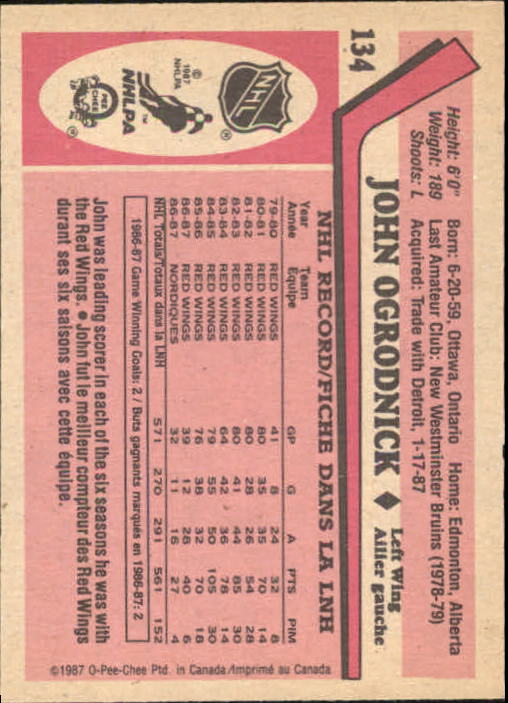 134
Height: 6'0" Born: 6-20-59, Ottawa, Ontario Home: Edmonton, Alberta
Weight: 189 Last Amateur Club: New Westminster Bruins (1978-79)
Shoots: L Acquired: Trade with Detroit, 1-17-87
JOHN OGRODNICK ♦ Left Wing
Ailier gauche
NHL RECORD/FICHE DANS LA LNH
Year Team GP G A PTS PIM
Année Équipe
79-80 RED WINGS 41 8 24 32 8
80-81 RED WINGS 80 35 35 70 14
81-82 RED WINGS 80 28 26 54 28
82-83 RED WINGS 80 41 44 85 30
83-84 RED WINGS 64 42 36 78 14
84-85 RED WINGS 79 55 50 105 30
85-86 RED WINGS 76 38 32 70 18
86-87 RED WINGS 39 12 28 40 6
86-87 NORDIQUES 32 11 16 27 4
NHL Totals/Totaux dans la LNH 571 270 291 561 152
1986-87 Game Winning Goals: 2 / Buts gagnants marqués en 1986-87: 2
John was leading scorer in each of the six seasons he was with
the Red Wings. • John fut le meilleur compteur des Red Wings
durant ses six saisons avec cette équipe.
NHL ®
© 1987 NHLPA
NHLPA ™
O PEE CHEE ®
©1987 O-Pee-Chee Ptd. in Canada/Imprimé au Canada